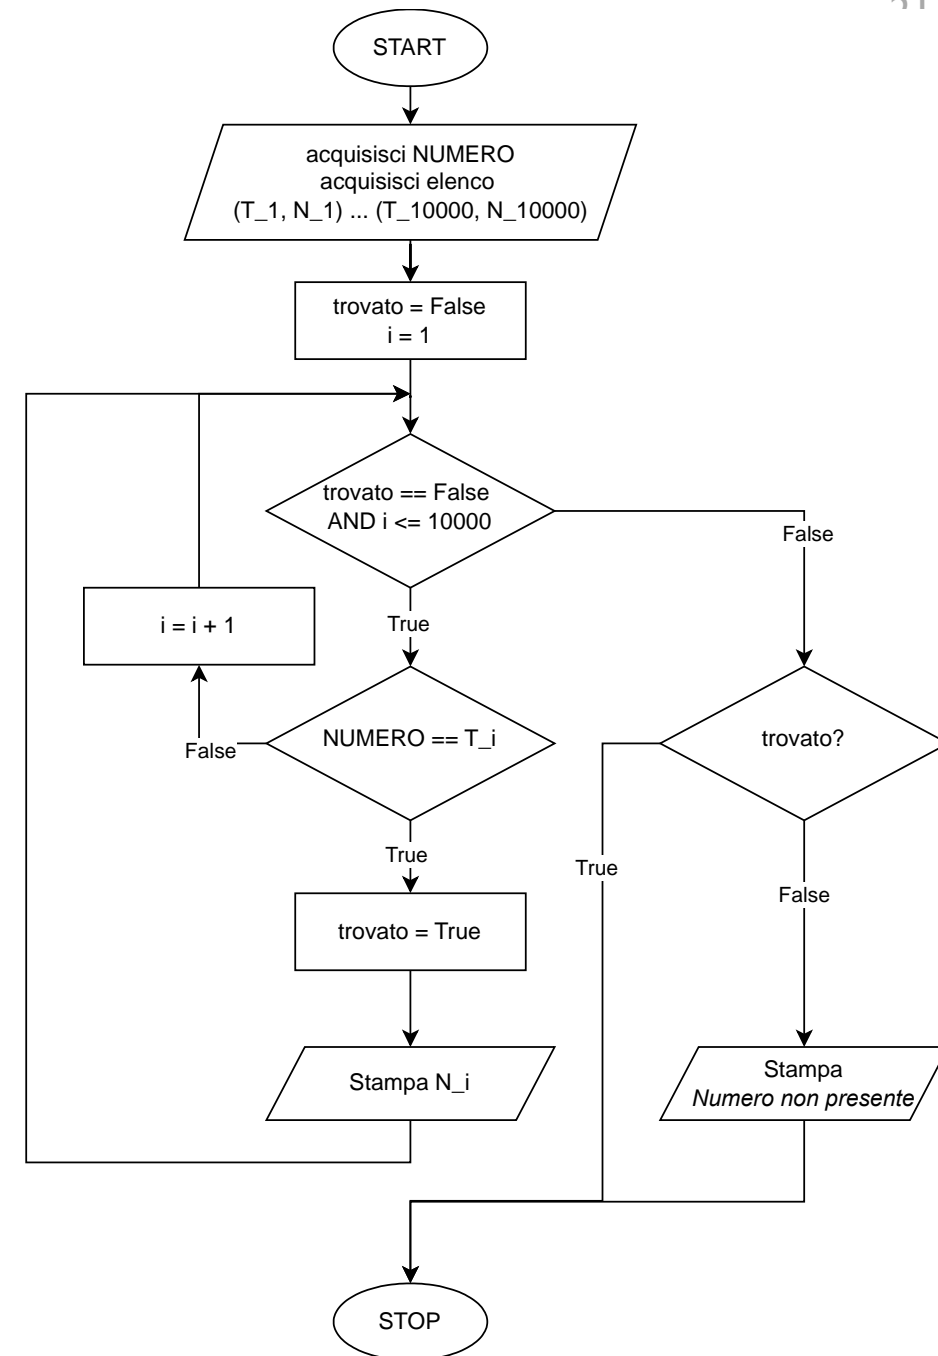 START
acquisisci NUMERO
acquisisci elenco
(T_1, N_1) ... (T_10000, N_10000)
trovato = False
i = 1
trovato == False
AND i <= 10000
False
i = i + 1
True
NUMERO == T_i
False
trovato?
True
True
False
trovato = True
Stampa N_i
Stampa
Numero non presente
STOP